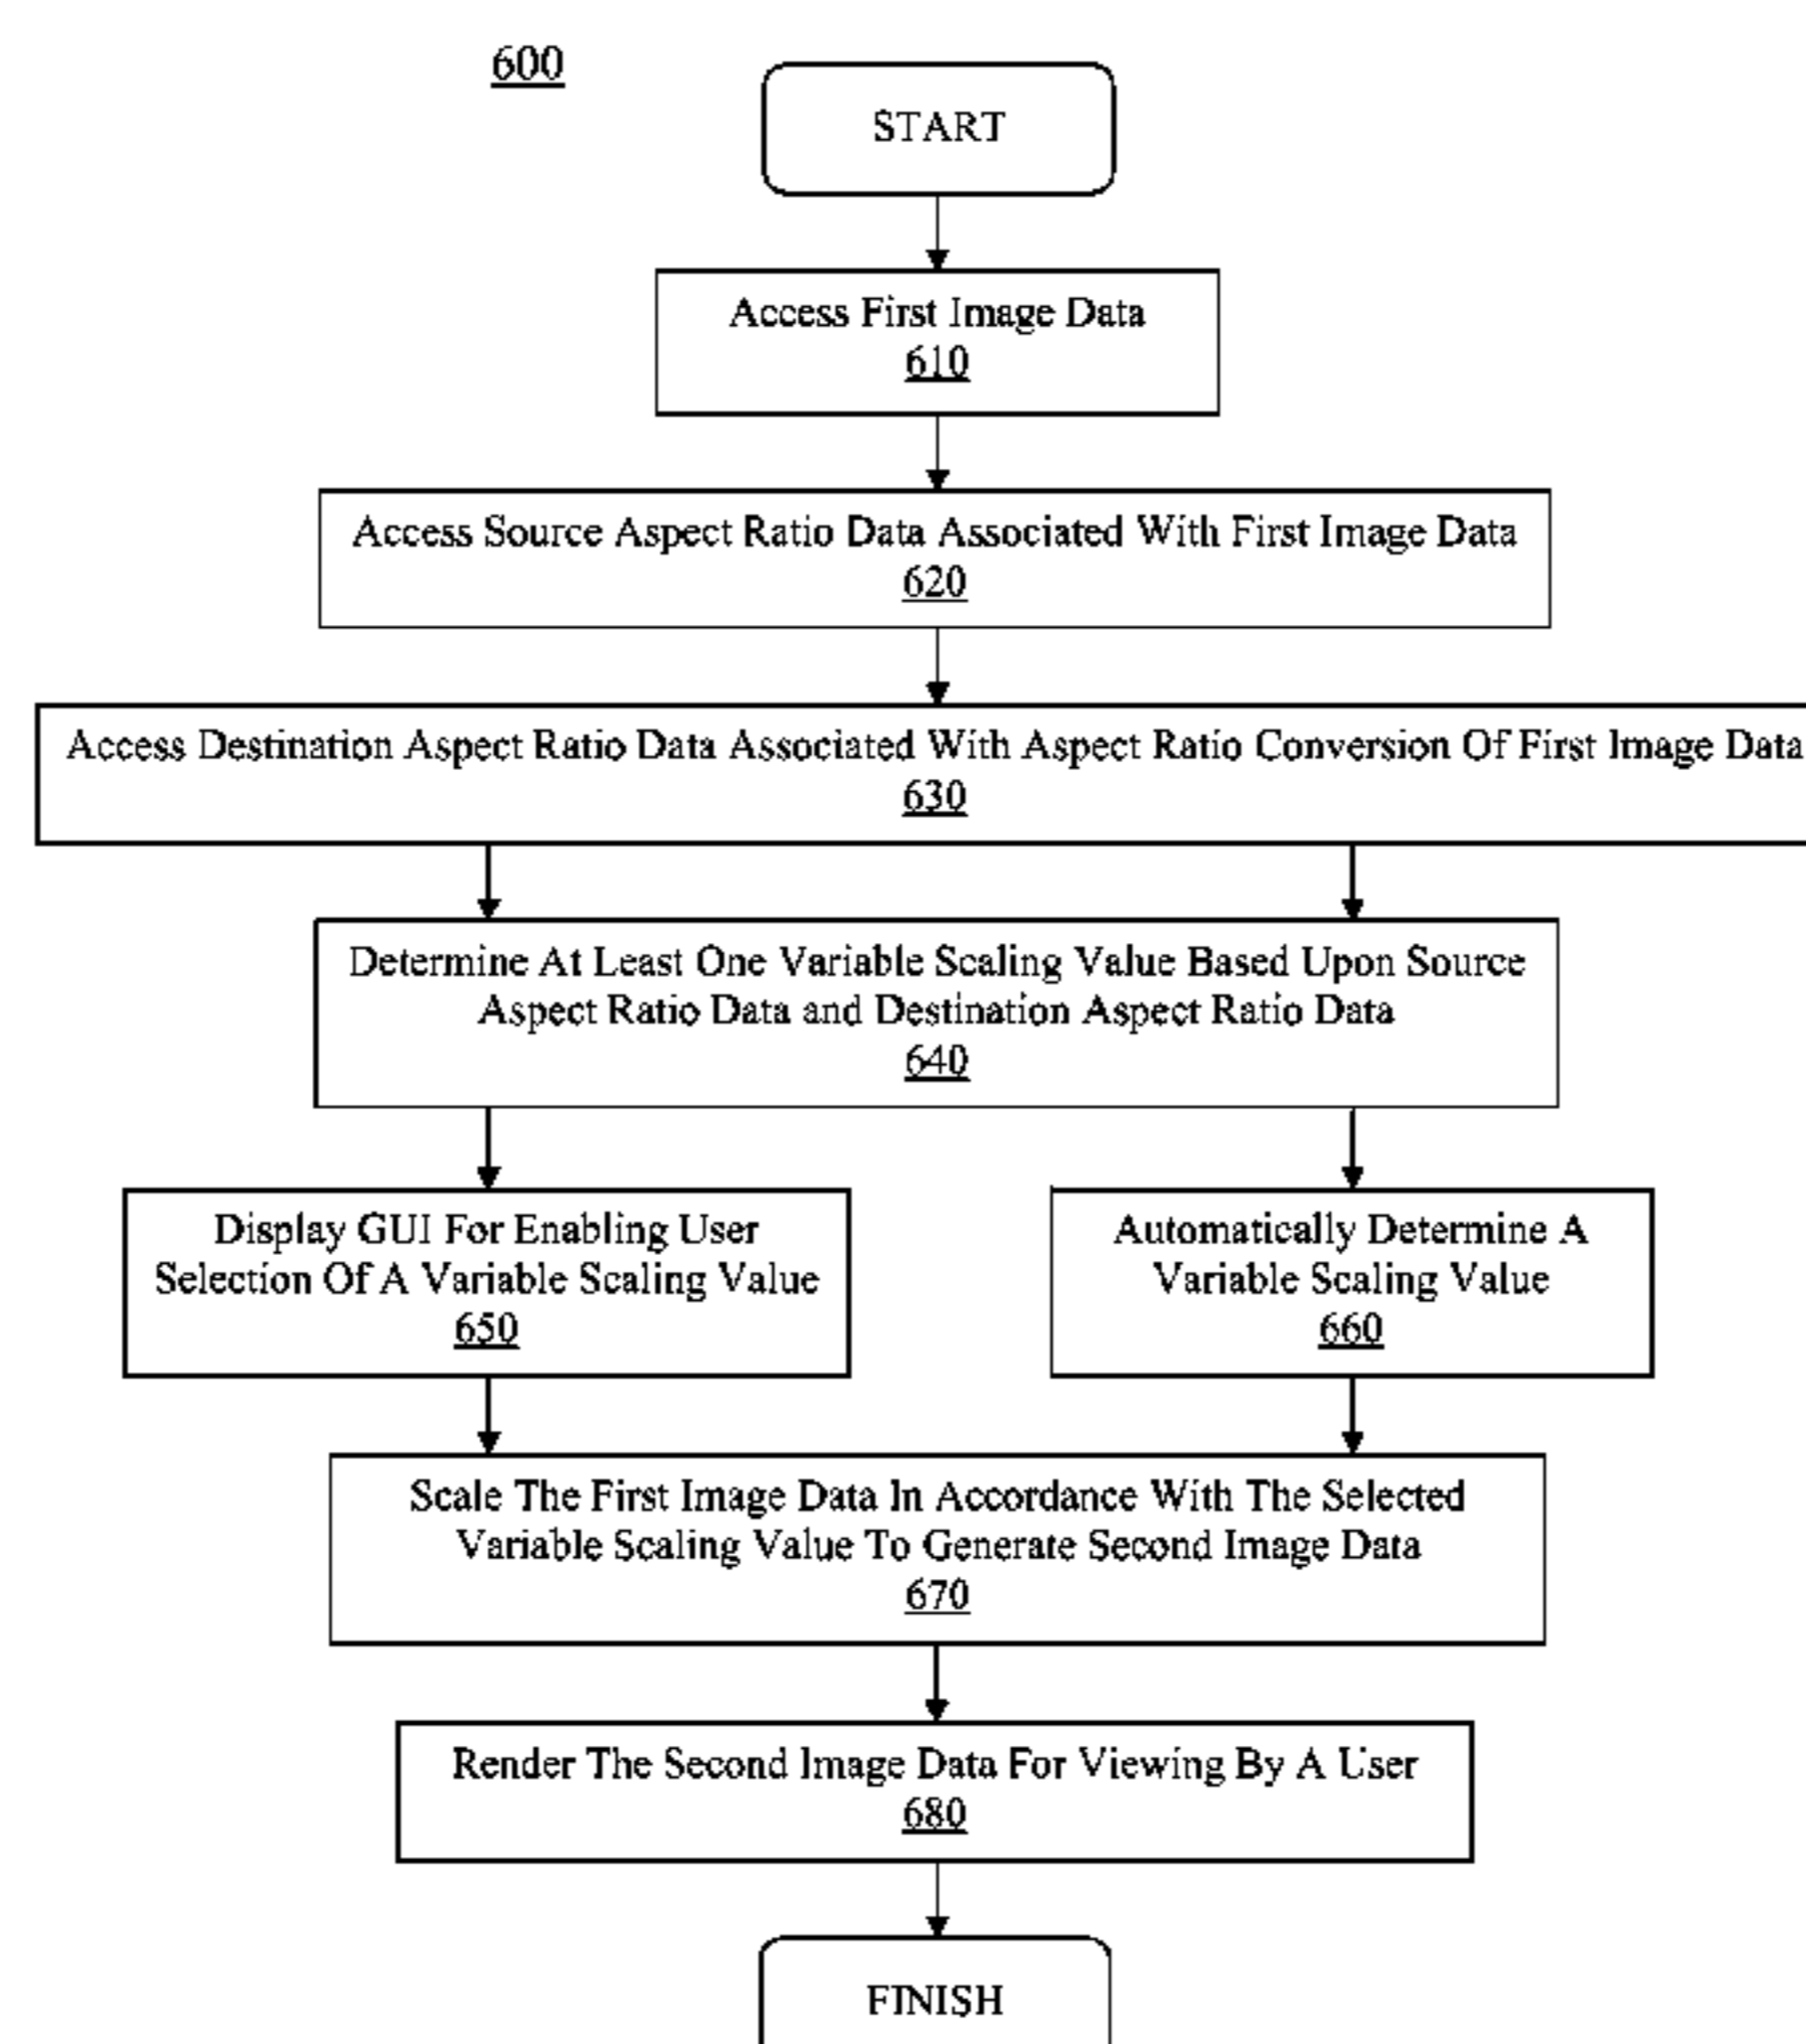 600
START
Access First Image Data
610
Access Source Aspect Ratio Data Associated With First Image Data
620
Access Destination Aspect Ratio Data Associated With Aspect Ratio Conversion Of First Image Data
630
Determine At Least One Variable Scaling Value Based Upon Source
Aspect Ratio Data and Destination Aspect Ratio Data
640
Display GUI For Enabling User
Selection Of A Variable Scaling Value
650
Automatically Determine A
Variable Scaling Value
660
Scale The First Image Data In Accordance With The Selected
Variable Scaling Value To Generate Second Image Data
670
Render The Second Image Data For Viewing By A User
680
FINISH